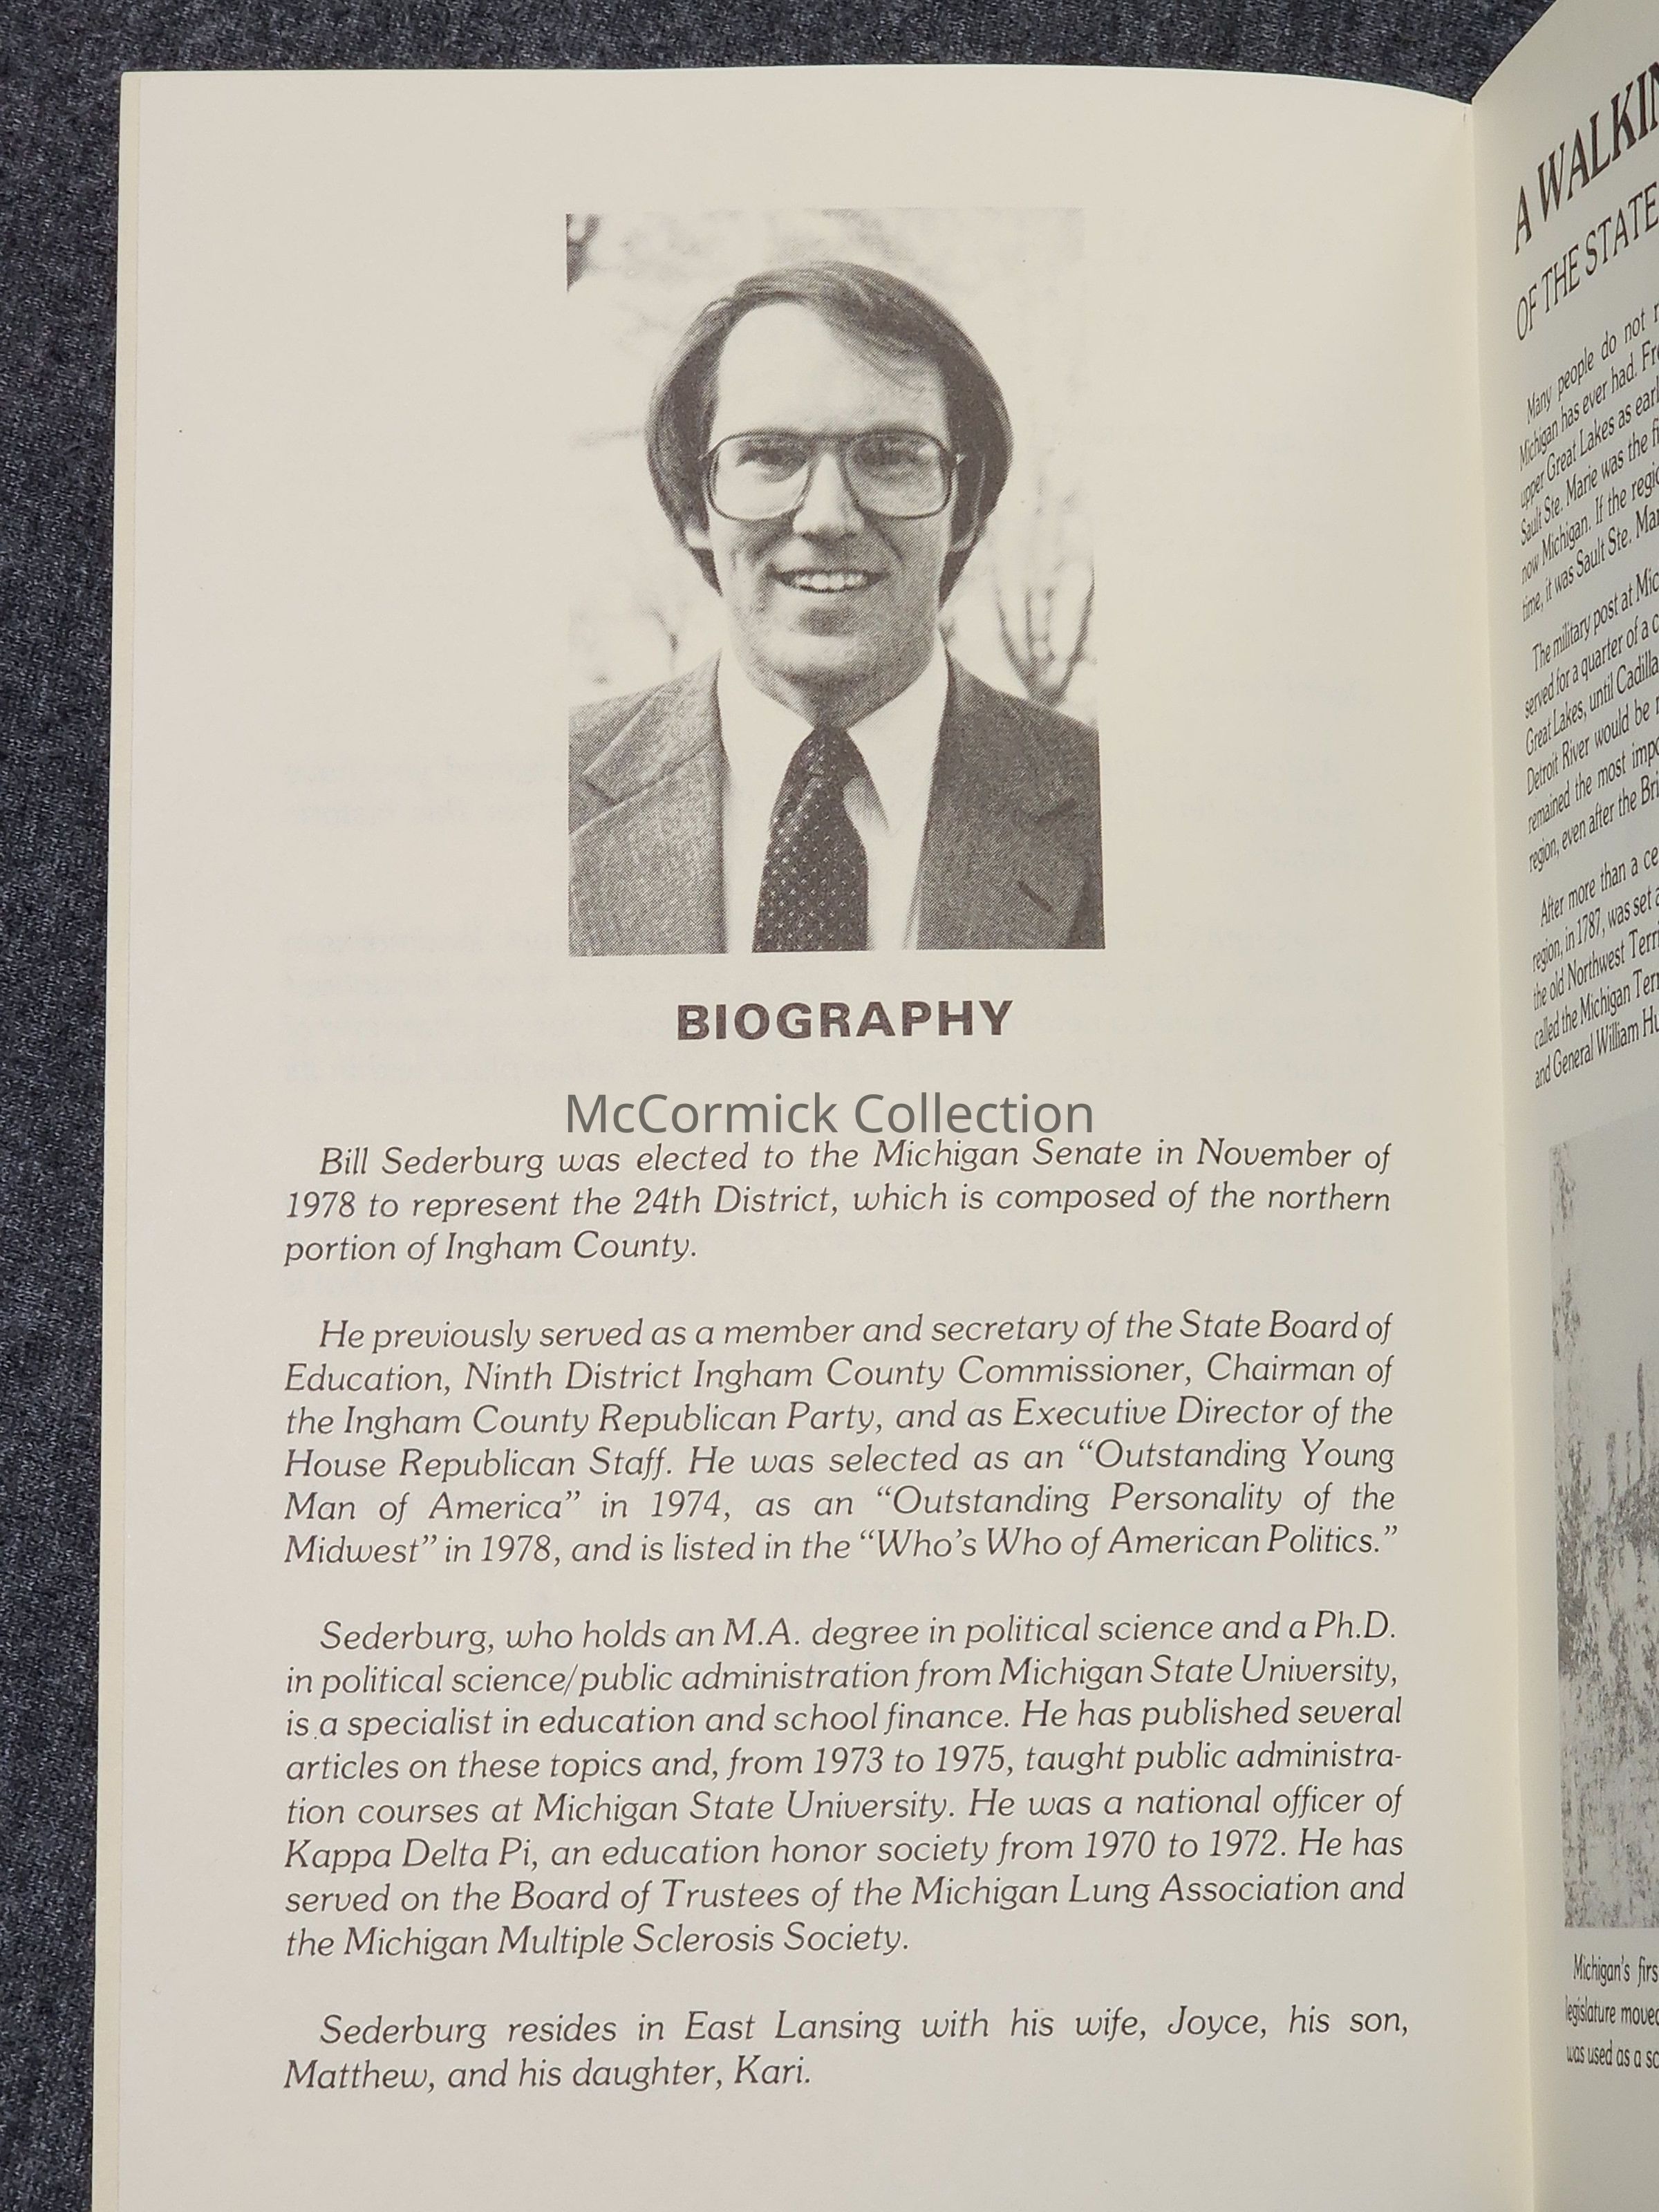 BIOGRAPHY
McCormick Collection
Bill Sederburg was elected to the Michigan Senate in November of
1978 to represent the 24th District, which is composed of the northern
portion of Ingham County.
He previously served as a member and secretary of the State Board of
Education, Ninth District Ingham County Commissioner, Chairman of
the Ingham County Republican Party, and as Executive Director of the
House Republican Staff. He was selected as an “Outstanding Young
Man of America” in 1974, as an “Outstanding Personality of the
Midwest” in 1978, and is listed in the “Who’s Who of American Politics.”
Sederburg, who holds an M.A. degree in political science and a Ph.D.
in political science/public administration from Michigan State University,
is a specialist in education and school finance. He has published several
articles on these topics and, from 1973 to 1975, taught public administra-
tion courses at Michigan State University. He was a national officer of
Kappa Delta Pi, an education honor society from 1970 to 1972. He has
served on the Board of Trustees of the Michigan Lung Association and
the Michigan Multiple Sclerosis Society.
Sederburg resides in East Lansing with his wife, Joyce, his son,
Matthew, and his daughter, Kari.
A
OF THE STATE
Many people do not
Michigan has ever had.
upper Great Lakes as
Sault Ste. Marie was the
now Michigan. If the
time, it was Sault Ste.
The military post at
served for a quarter of a
Great Lakes, until
Detroit River would be
remained the most
region, even after the
After more than a
region, in 1787, was set
the old Northwest
called the Michigan
and General William
Michigan’s
legislature
was used as a